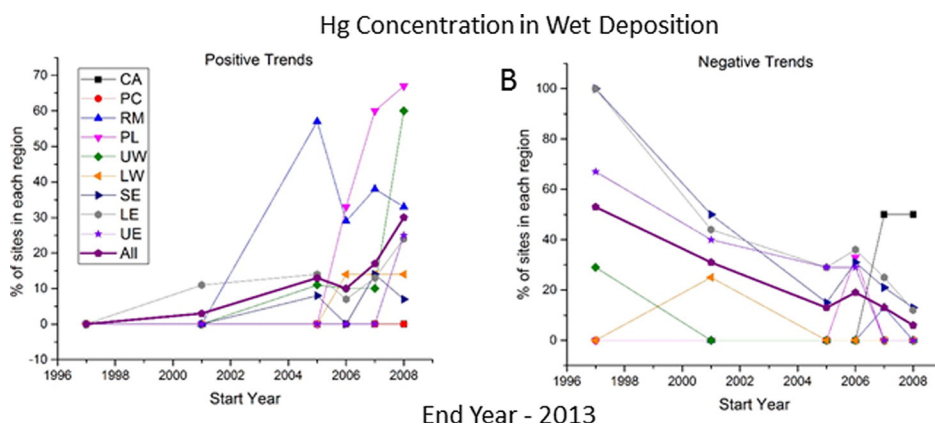 Hg Concentration in Wet Deposition
Positive Trends
% of sites in each region
70
60
50
40
30
20
10
0
-10
CA
PC
RM
PL
UW
LW
SE
LE
UE
All
1996 1998 2000 2002 2004 2006 2008
Start Year
B
Negative Trends
% of sites in each region
100
80
60
40
20
0
1996 1998 2000 2002 2004 2006 2008
Start Year
End Year - 2013